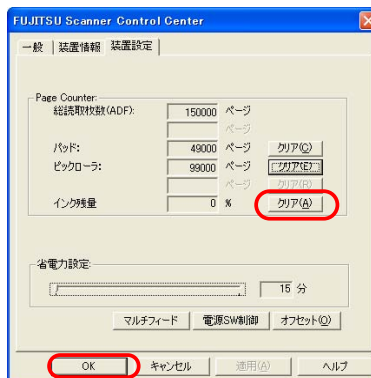 FUJITSU Scanner Control Center
一般 装置情報 装置設定
Page Counter:
総読取枚数(ADF): 150000 ページ
ページ
パッド: 49000 ページ クリア(C)
ピックローラ: 99000 ページ クリア(E)
ページ クリア(R)
インク残量 0 % クリア(A)
省電力設定:
15 分
マルチフィード 電源SW制御 オフセット(O)
OK キャンセル 適用(A) ヘルプ